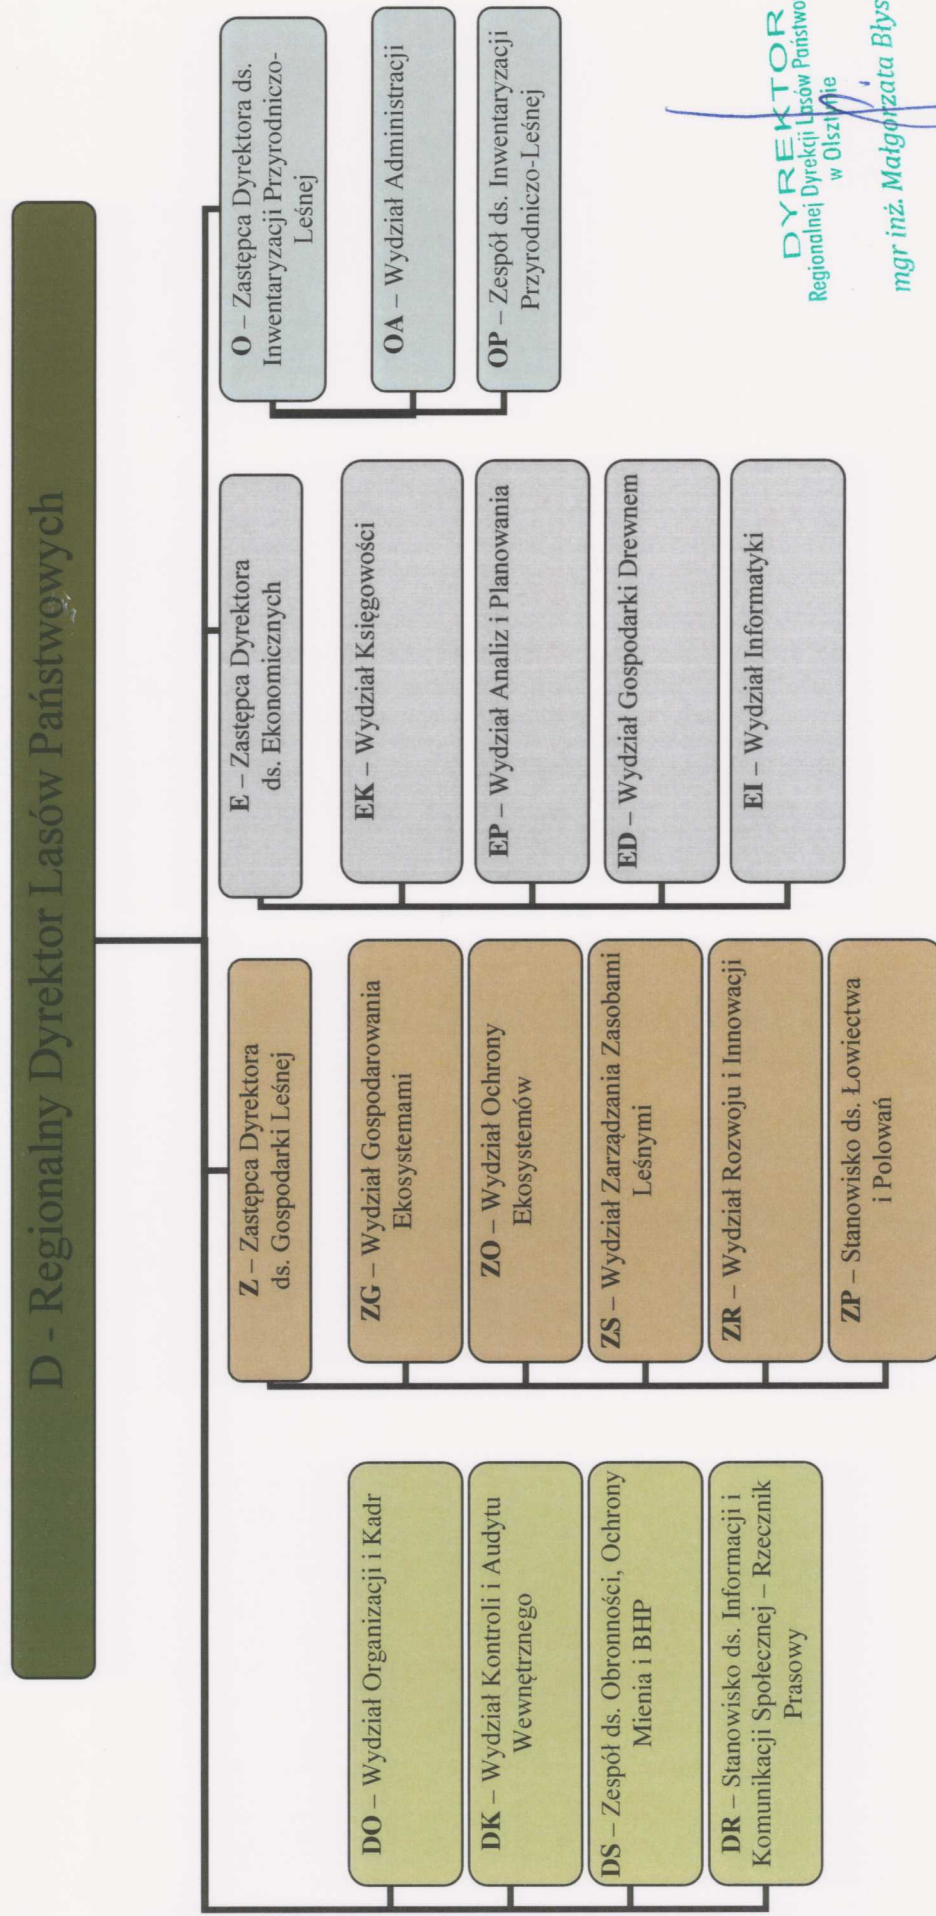 D - Regionalny Dyrektor Lasów Państwowych
DO – Wydział Organizacji i Kadr
DK – Wydział Kontroli i Audytu
Wewnętrznego
DS – Zespół ds. Obronności, Ochrony
Mienia i BHP
DR – Stanowisko ds. Informacji i
Komunikacji Społecznej – Rzecznik
Prasowy
Z – Zastępca Dyrektora
ds. Gospodarki Leśnej
ZG – Wydział Gospodarowania
Ekosystemami
ZO – Wydział Ochrony
Ekosystemów
ZS – Wydział Zarządzania Zasobami
Leśnymi
ZR – Wydział Rozwoju i Innowacji
ZP – Stanowisko ds. Łowiectwa
i Polowań
E – Zastępca Dyrektora
ds. Ekonomicznych
EK – Wydział Księgowości
EP – Wydział Analiz i Planowania
ED – Wydział Gospodarki Drewnem
EI – Wydział Informatyki
O – Zastępca Dyrektora ds.
Inwentaryzacji Przyrodniczo-
Leśnej
OA – Wydział Administracji
OP – Zespół ds. Inwentaryzacji
Przyrodniczo-Leśnej
DYREKTOR
Regionalnej Dyrekcji Lasów Państwo
w Olsztynie
mgr inż. Małgorzata Błys